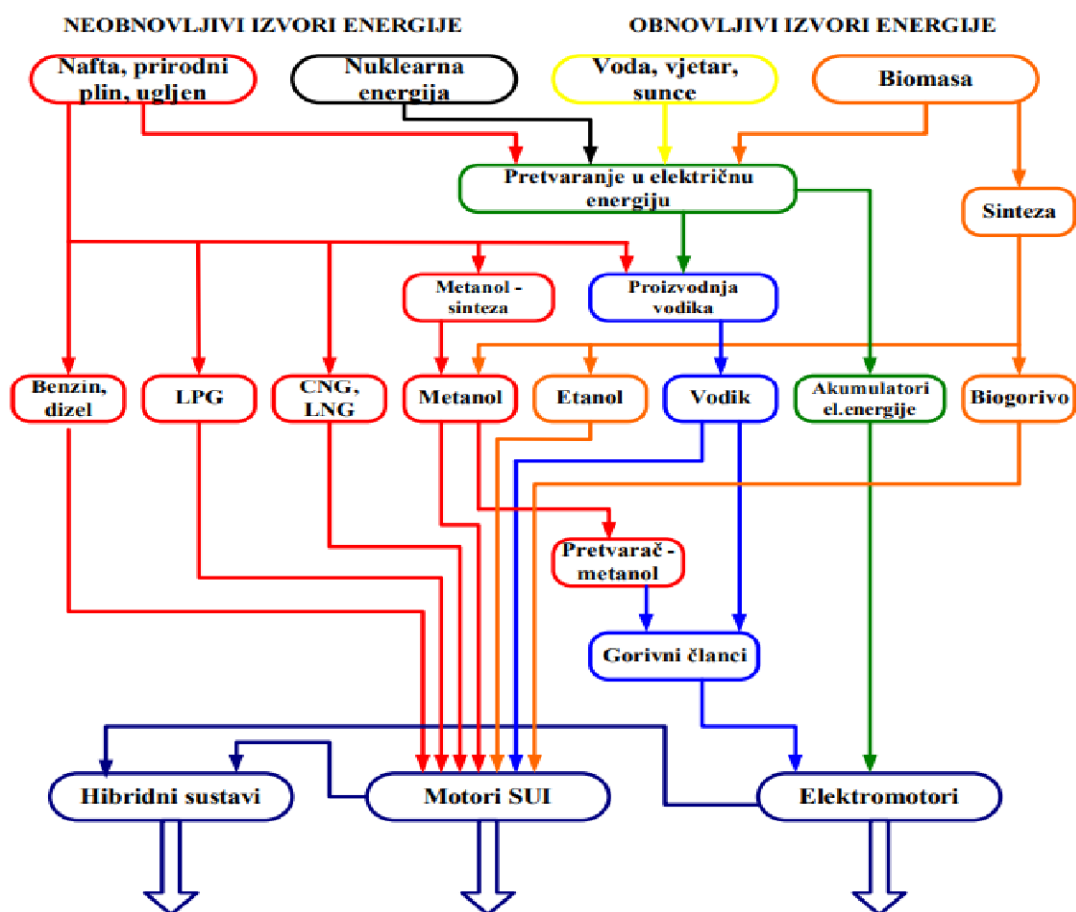 NEOBNOVLJIVI IZVORI ENERGIJE
OBNOVLJIVI IZVORI ENERGIJE
Nafta, prirodni
plin, ugljen
Nuklearna
energija
Voda, vjetar,
sunce
Biomasa
Pretvaranje u električnu
energiju
Sinteza
Metanol -
sinteza
Proizvodnja
vodika
Benzin,
dizel
LPG
CNG,
LNG
Metanol
Etanol
Vodik
Akumulatori
el.energije
Biogorivo
Pretvarač -
metanol
Gorivni članci
Hibridni sustavi
Motori SUI
Elektromotori